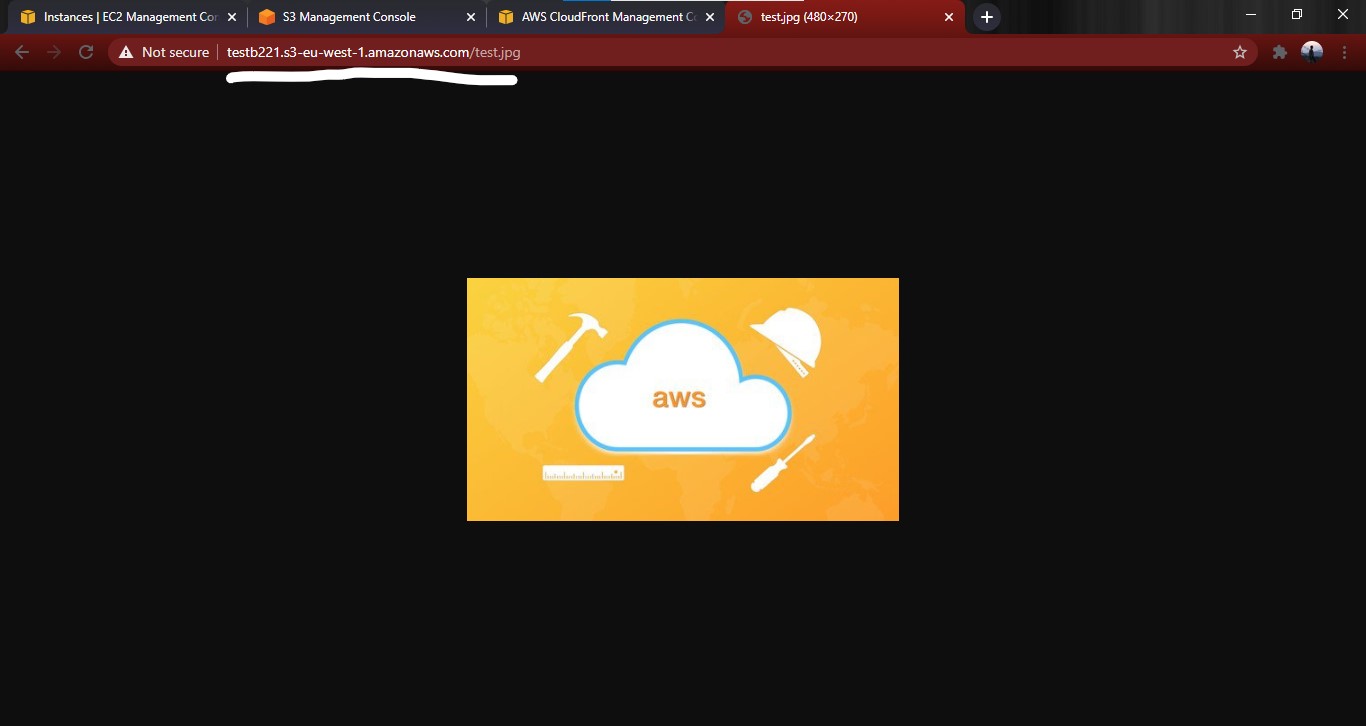 Instances | EC2 Management Cor
S3 Management Console
AWS CloudFront Management Co
test.jpg (480×270)
Not secure
testb221.s3-eu-west-1.amazonaws.com/test.jpg
aws